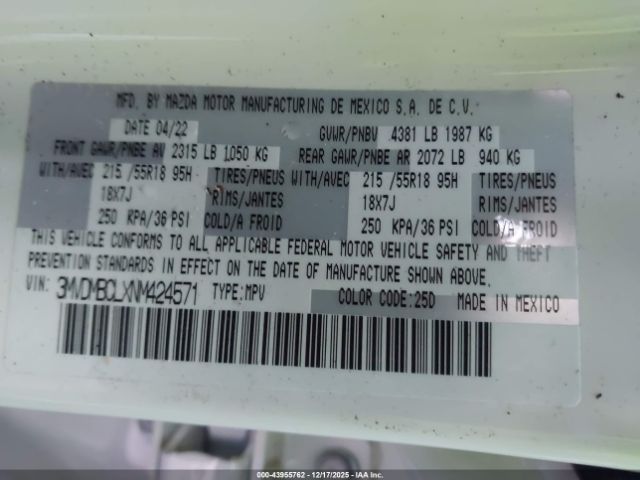 MFD. BY MAZDA MOTOR MANUFACTURING DE MEXICO S.A. DE C.V.
DATE 04/22 GVWR/PNBV 4381 LB 1987 KG
FRONT GAWR/PNBE AV 2315 LB 1050 KG REAR GAWR/PNBE AR 2072 LB 940 KG
WITH/AVEC 215 /55R18 95H TIRES/PNEUS WITH/AVEC 215 /55R18 95H TIRES/PNEUS
18X7J RIMS/JANTES 18X7J RIMS/JANTES
250 KPA/36 PSI COLD/A FROID 250 KPA/36 PSI COLD/A FROID
THIS VEHICLE CONFORMS TO ALL APPLICABLE FEDERAL MOTOR VEHICLE SAFETY AND THEFT
PREVENTION STANDARDS IN EFFECT ON THE DATE OF MANUFACTURE SHOWN ABOVE.
VIN: 3MVDMBCLXNM424571 TYPE:MPV COLOR CODE:25D MADE IN MEXICO
000-43955762 - 12/17/2025 - IAA, Inc.